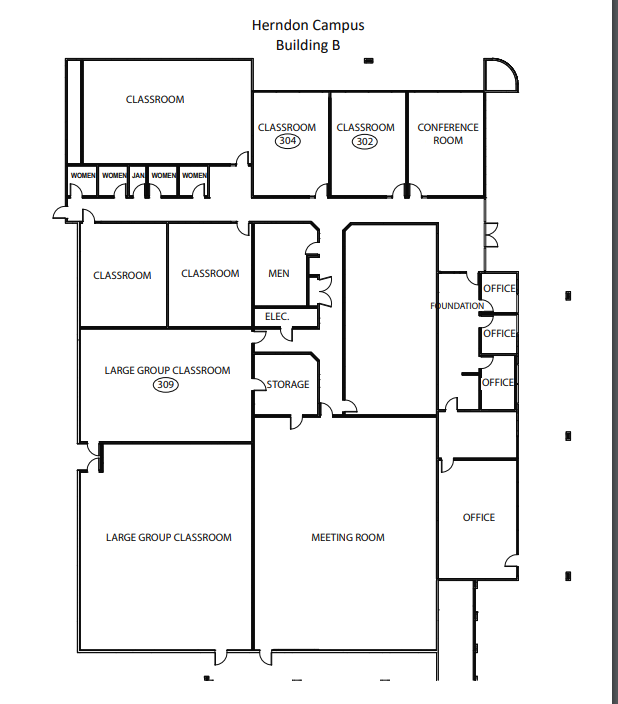 Herndon Campus
Building B
CLASSROOM
CLASSROOM
304
CLASSROOM
302
CONFERENCE
ROOM
WOMEN
WOMEN
JAN
WOMEN
WOMEN
CLASSROOM
CLASSROOM
MEN
ELEC.
FOUNDATION
OFFICE
OFFICE
OFFICE
LARGE GROUP CLASSROOM
309
STORAGE
LARGE GROUP CLASSROOM
MEETING ROOM
OFFICE